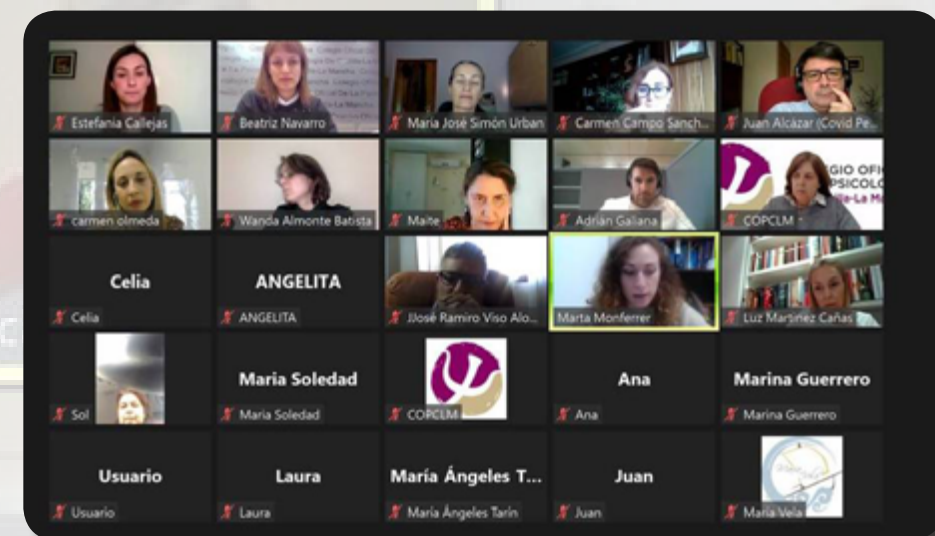 Estefanía Callejas
Beatriz Navarro
María José Simón Urban
Carmen Campo Sanch...
Juan Alcázar (Covid Pe...
carmen olmeda
Wanda Almonte Batista
Maite
Adrián Galiana
COPCLM
Celia
Celia
ANGELITA
ANGELITA
JJosé Ramiro Viso Alo...
Marta Monferrer
Luz Martínez Cañas
Sol
Maria Soledad
Maria Soledad
COPCLM
Ana
Ana
Marina Guerrero
Marina Guerrero
Usuario
Usuario
Laura
Laura
María Ángeles T...
María Ángeles Tarín
Juan
Juan
María Vela